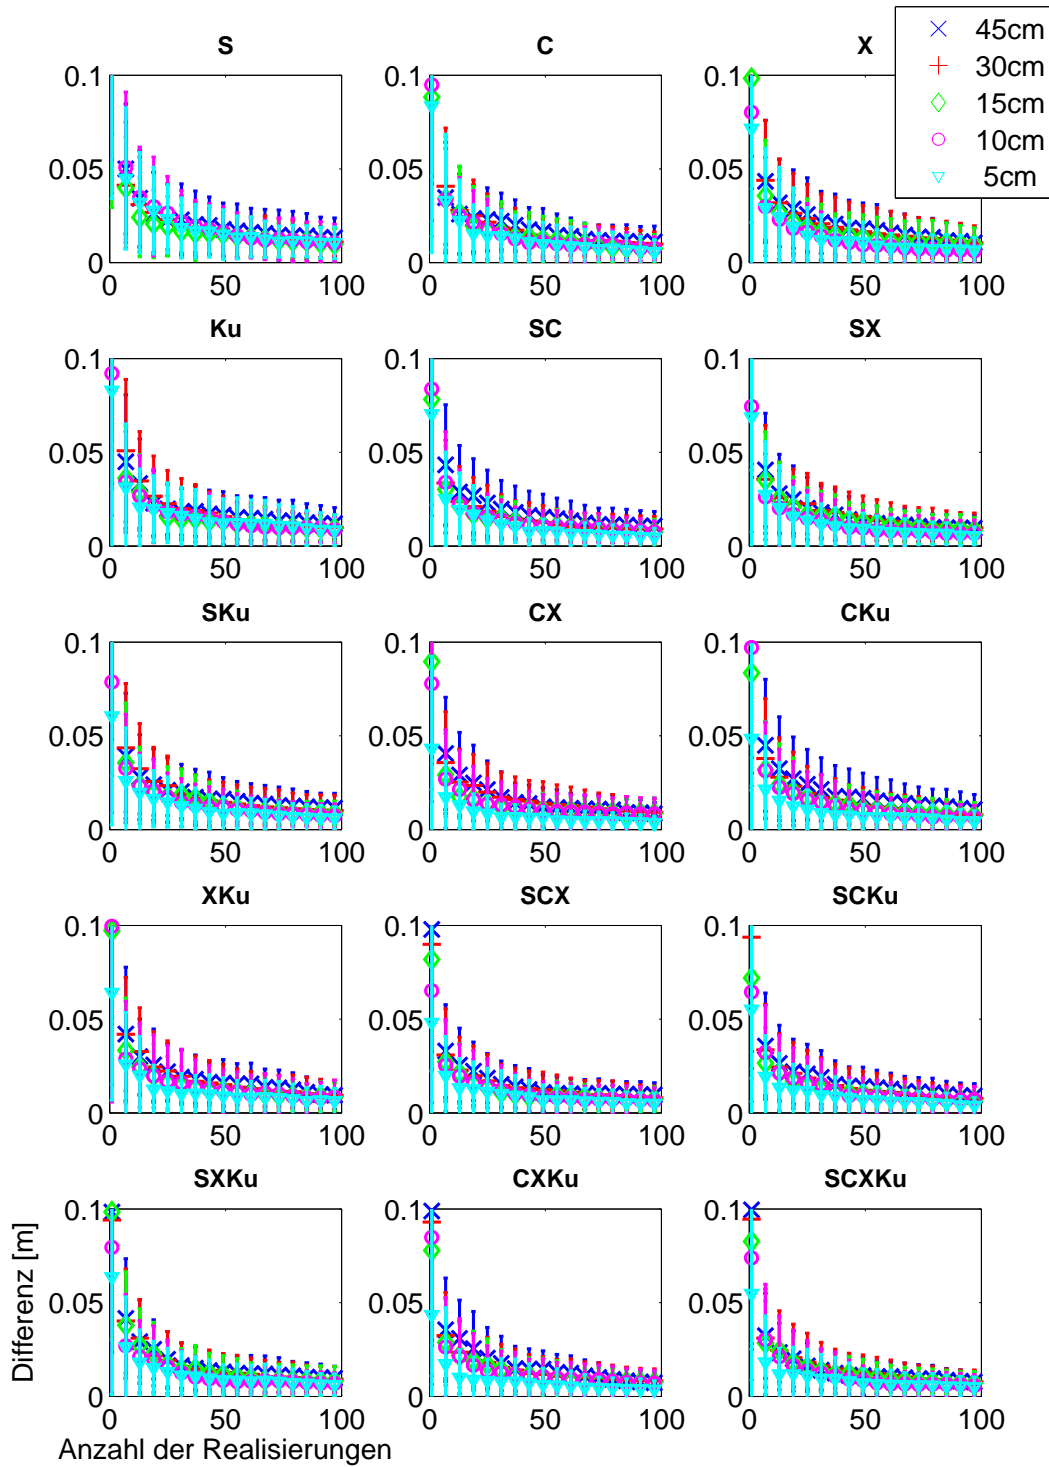 S C X
45cm
30cm
15cm
10cm
5cm
0.1 0.1 0.1
0.05 0.05 0.05
0 0 0
0 50 100 0 50 100 0 50 100
Ku SC SX
0.1 0.1 0.1
0.05 0.05 0.05
0 0 0
0 50 100 0 50 100 0 50 100
SKu CX CKu
0.1 0.1 0.1
0.05 0.05 0.05
0 0 0
0 50 100 0 50 100 0 50 100
XKu SCX SCKu
0.1 0.1 0.1
0.05 0.05 0.05
0 0 0
0 50 100 0 50 100 0 50 100
SXKu CXKu SCXKu
0.1 0.1 0.1
0.05 0.05 0.05
0 0 0
0 50 100 0 50 100 0 50 100
Differenz [m]
Anzahl der Realisierungen